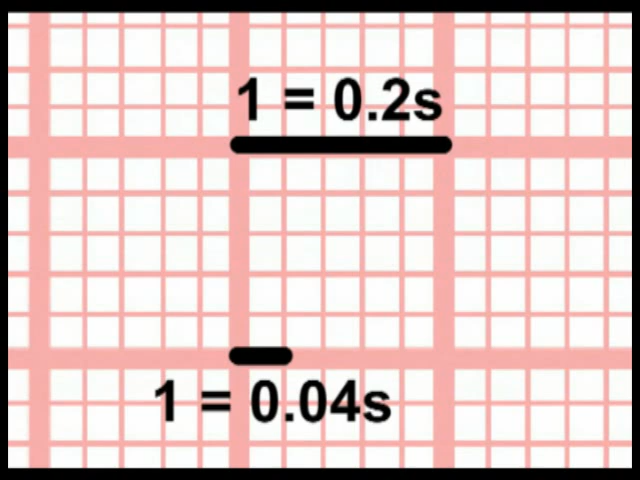 1 = 0.2s
1 = 0.04s